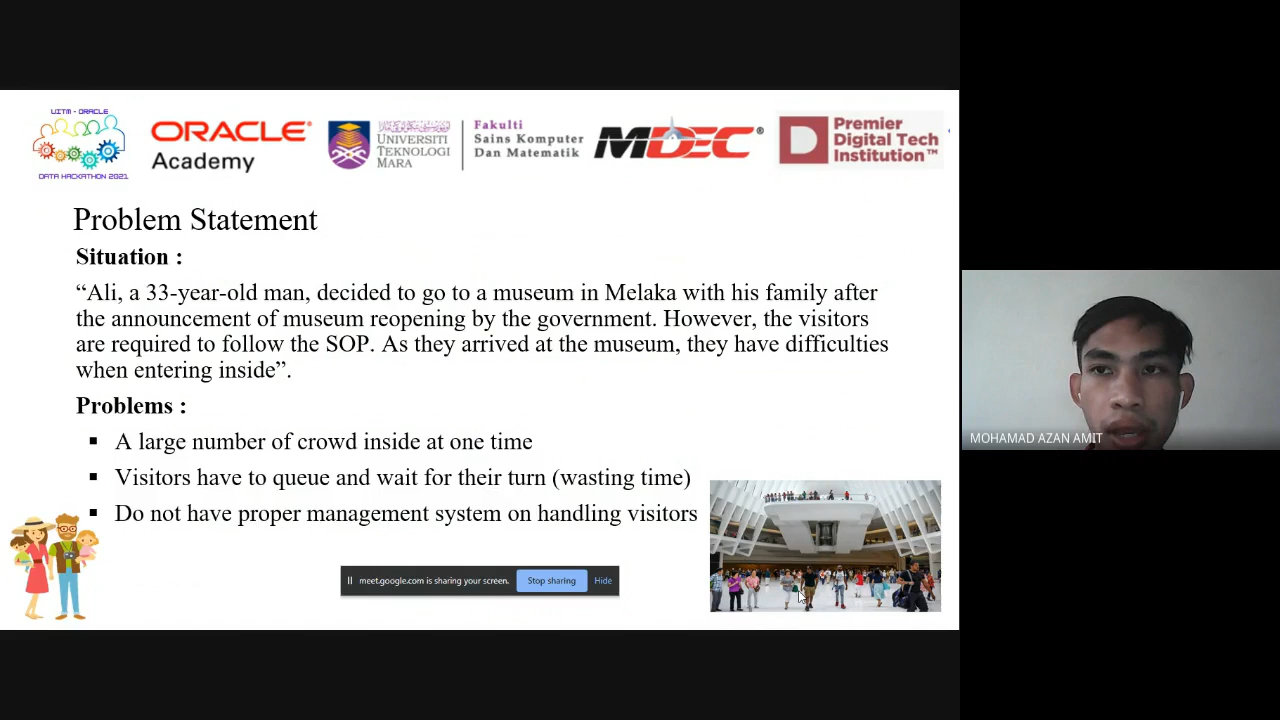 UITM - ORACLE
DATA HACKATHON 2021
ORACLE®
Academy
UNIVERSITI
TEKNOLOGI
MARA
Fakulti
Sains Komputer
Dan Matematik
MDEC®
Premier
Digital Tech
Institution™
Problem Statement
Situation :
“Ali, a 33-year-old man, decided to go to a museum in Melaka with his family after
the announcement of museum reopening by the government. However, the visitors
are required to follow the SOP. As they arrived at the museum, they have difficulties
when entering inside”.
Problems :
▪ A large number of crowd inside at one time
▪ Visitors have to queue and wait for their turn (wasting time)
▪ Do not have proper management system on handling visitors
meet.google.com is sharing your screen.
Stop sharing
Hide
MOHAMAD AZAN AMIT